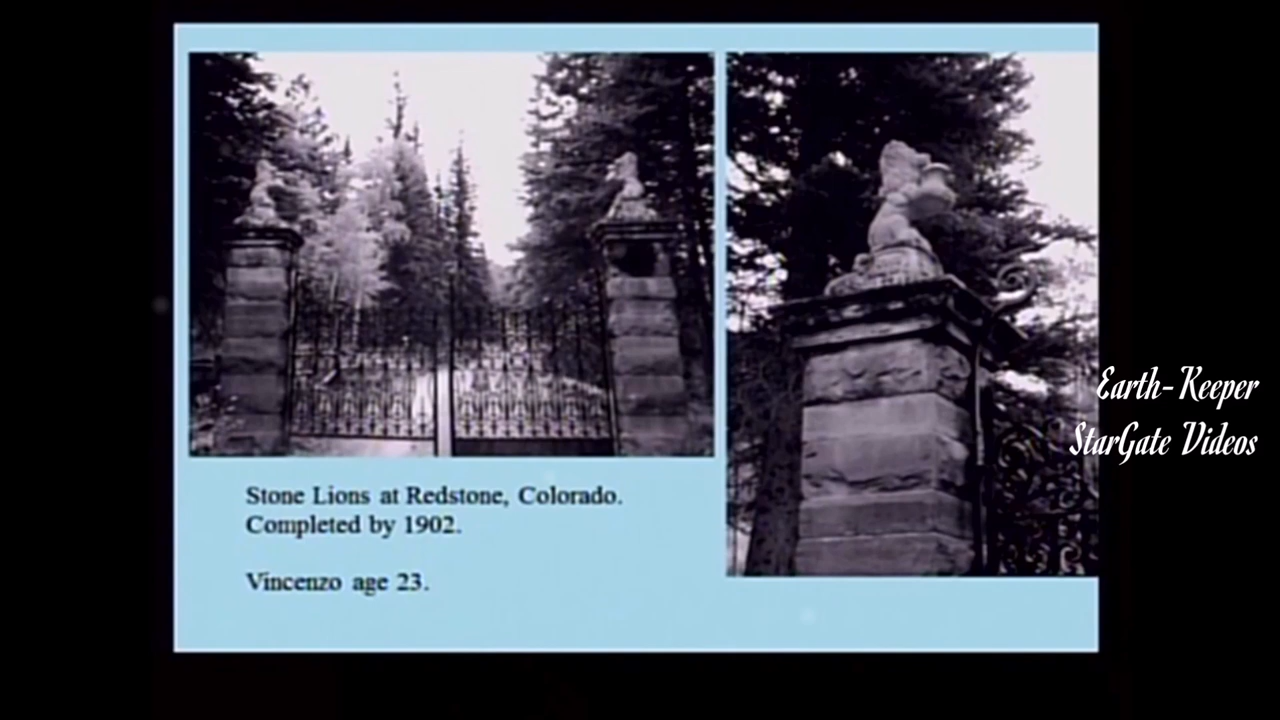 Stone Lions at Redstone, Colorado.
Completed by 1902.
Vincenzo age 23.
Earth-Keeper
StarGate Videos